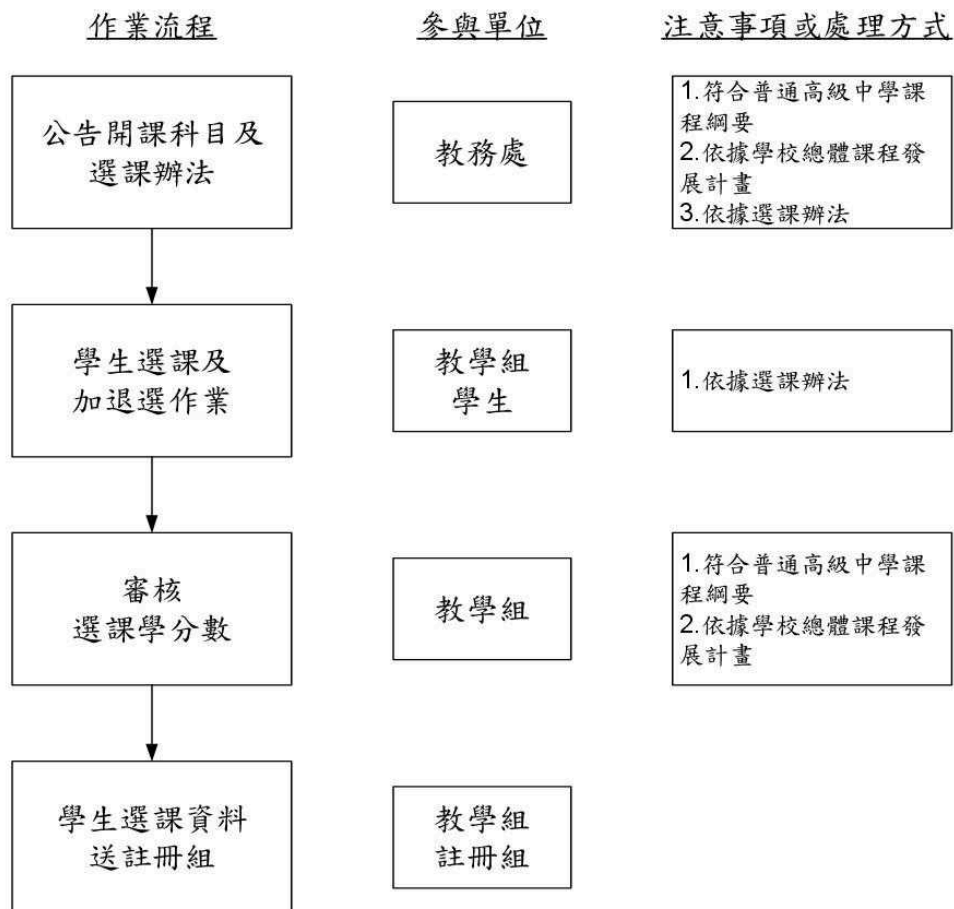 作業流程
參與單位
注意事項或處理方式
公告開課科目及
選課辦法
教務處
1.符合普通高級中學課
程綱要
2.依據學校總體課程發
展計畫
3.依據選課辦法
學生選課及
加退選作業
教學組
學生
1.依據選課辦法
審核
選課學分數
教學組
1.符合普通高級中學課
程綱要
2.依據學校總體課程發
展計畫
學生選課資料
送註冊組
教學組
註冊組